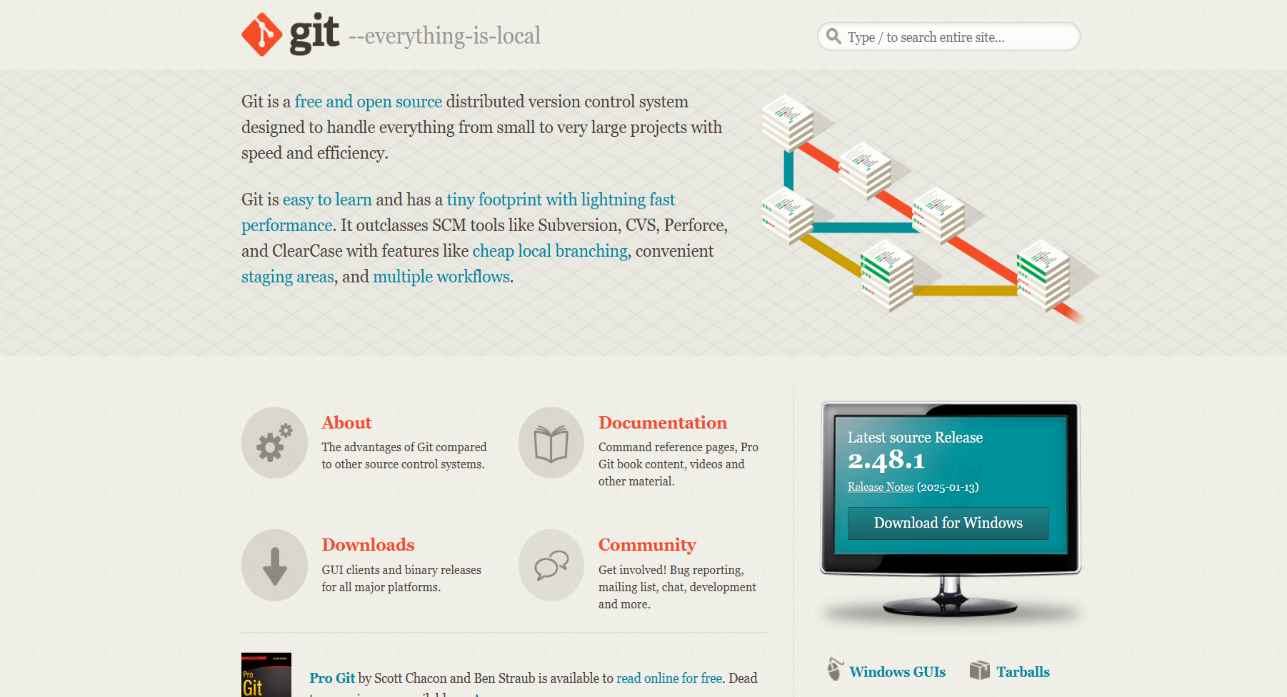 git --everything-is-local
Type / to search entire site...
Git is a free and open source distributed version control system
designed to handle everything from small to very large projects with
speed and efficiency.
Git is easy to learn and has a tiny footprint with lightning fast
performance. It outclasses SCM tools like Subversion, CVS, Perforce,
and ClearCase with features like cheap local branching, convenient
staging areas, and multiple workflows.
About
The advantages of Git compared
to other source control systems.
Documentation
Command reference pages, Pro
Git book content, videos and
other material.
Downloads
GUI clients and binary releases
for all major platforms.
Community
Get involved! Bug reporting,
mailing list, chat, development
and more.
Latest source Release
2.48.1
Release Notes (2025-01-13)
Download for Windows
Windows GUIs
Tarballs
Pro
Git
Pro Git by Scott Chacon and Ben Straub is available to read online for free. Dead